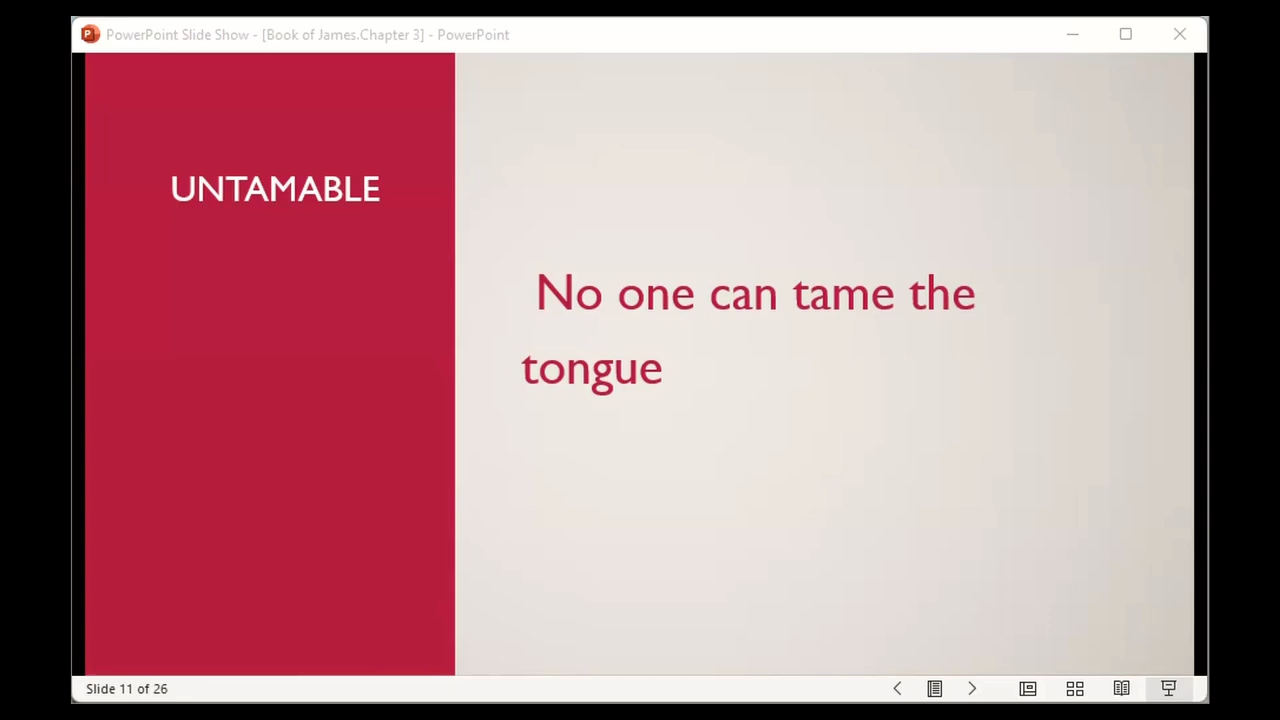 PowerPoint Slide Show - [Book of James.Chapter 3] - PowerPoint
UNTAMABLE
No one can tame the
tongue
Slide 11 of 26